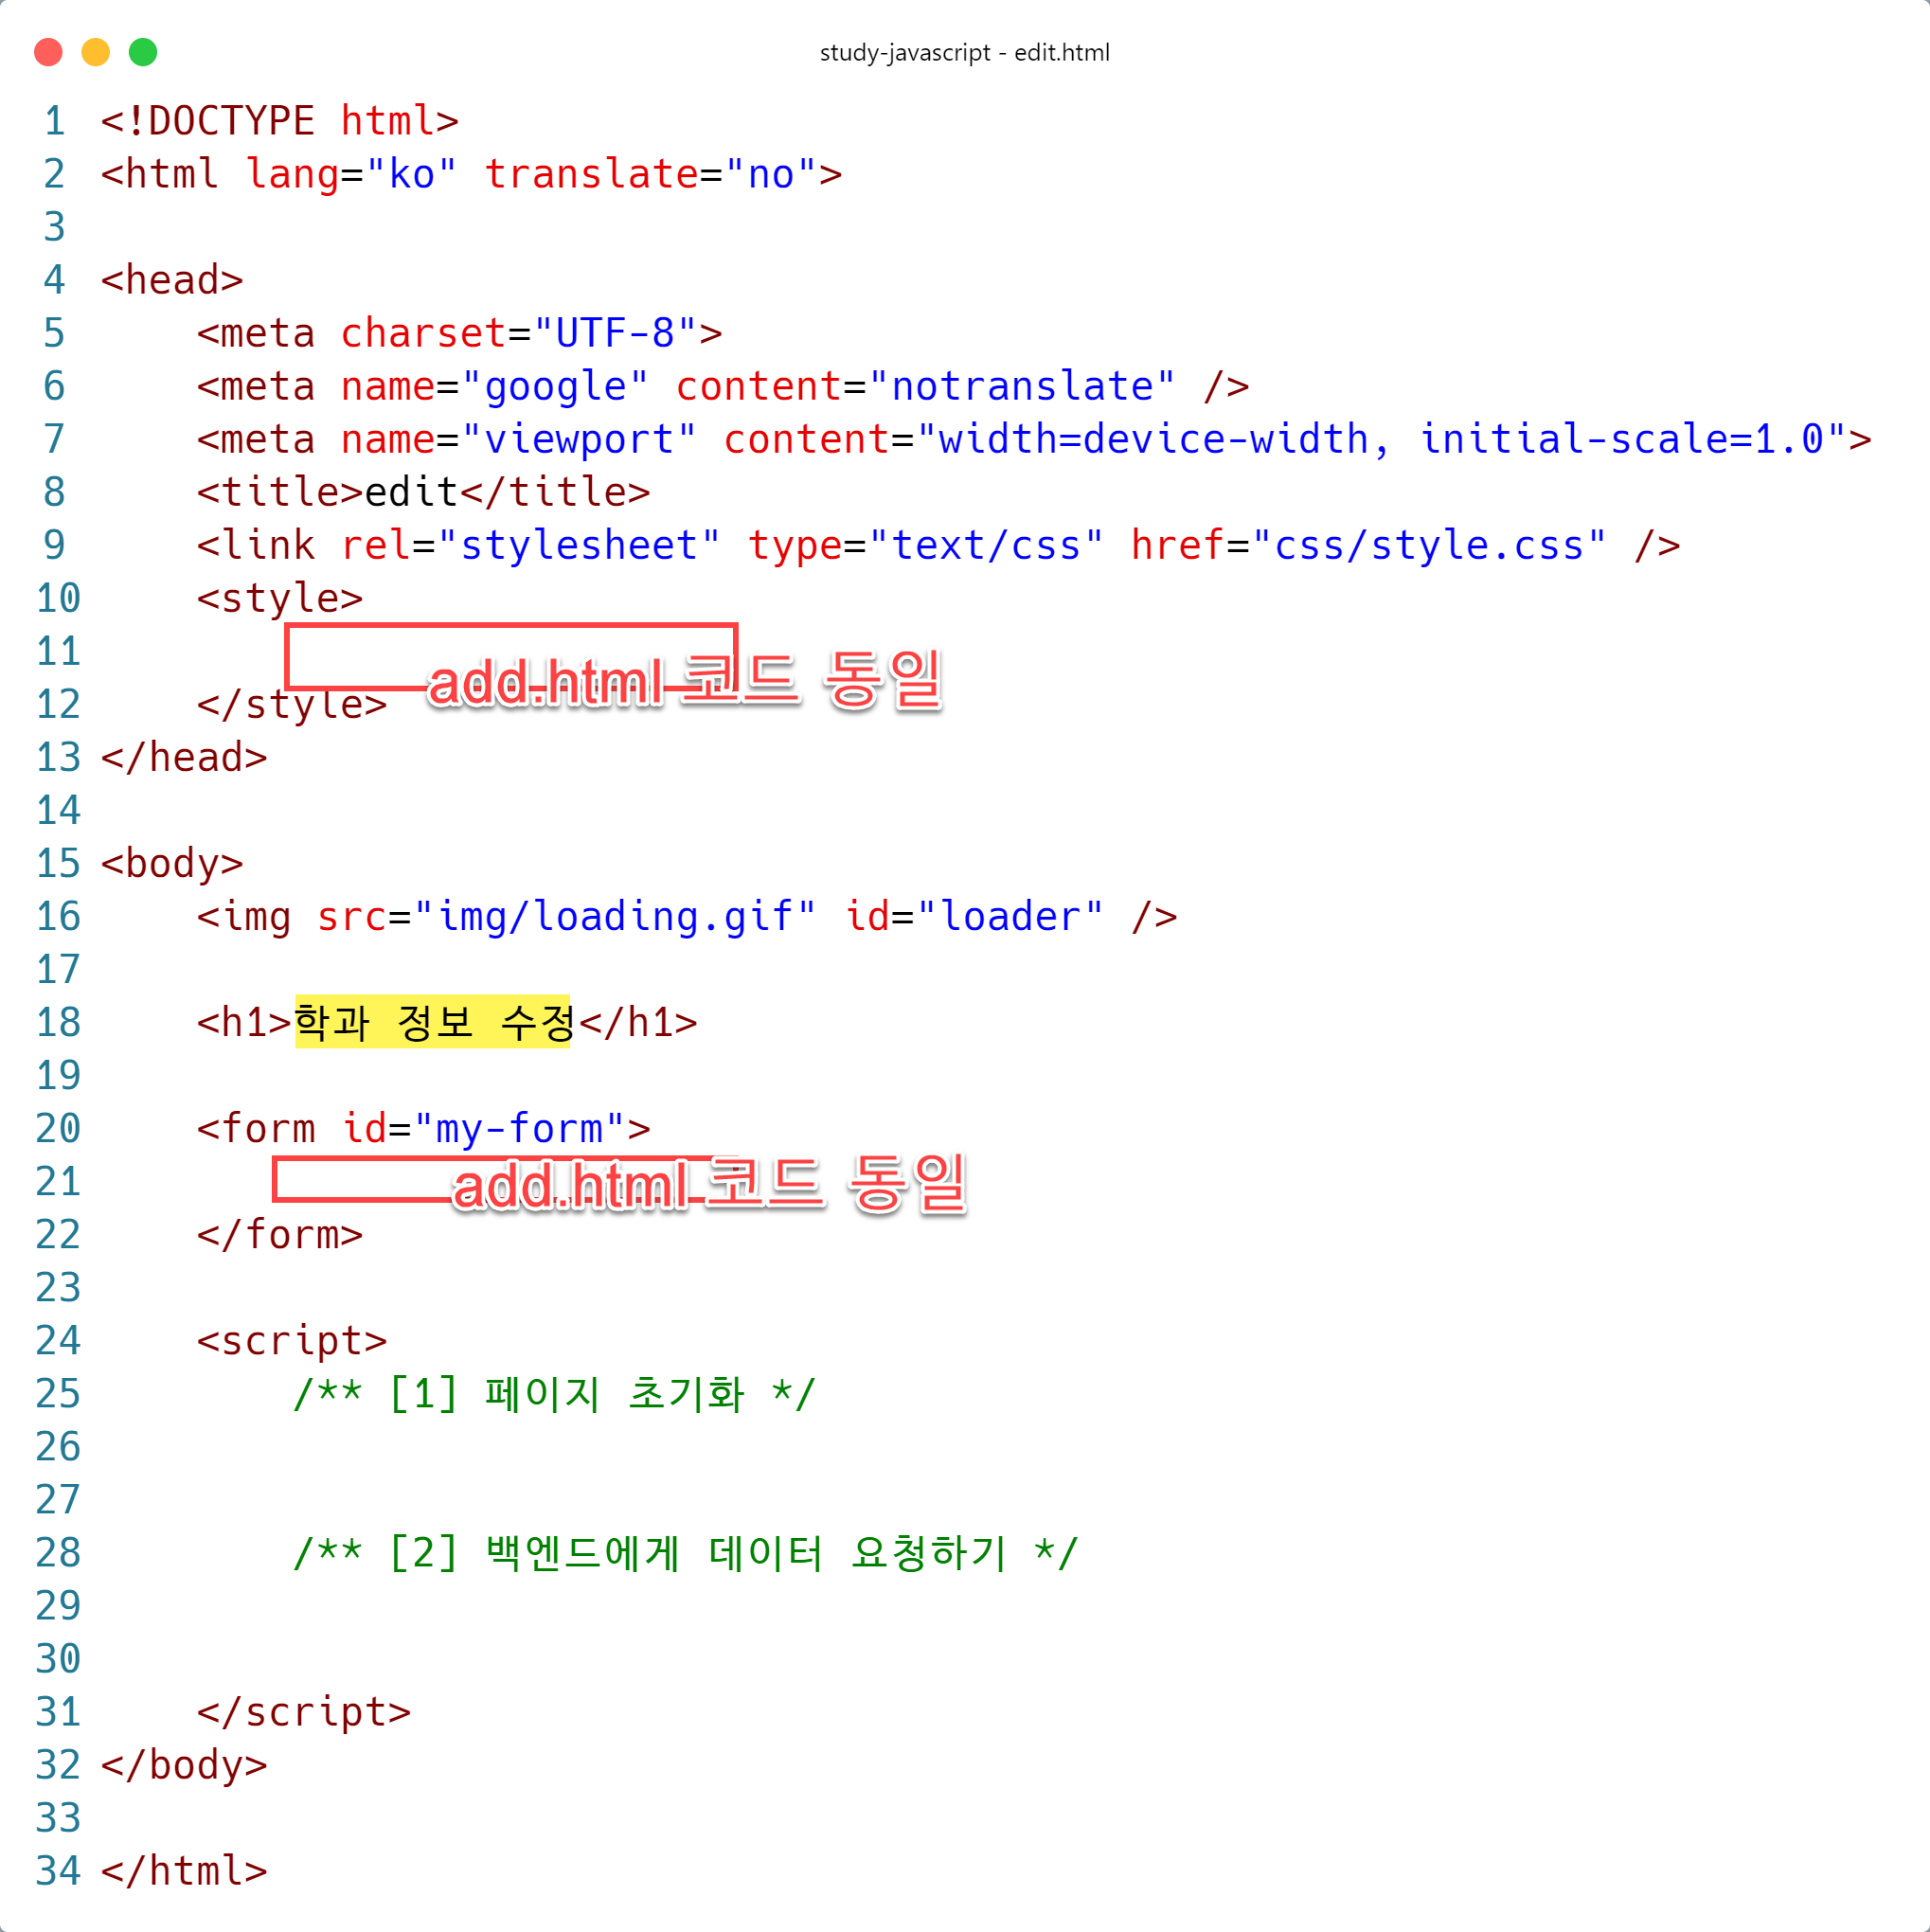 study-javascript - edit.html
1 <!DOCTYPE html>
2 <html lang="ko" translate="no">
3
4 <head>
5     <meta charset="UTF-8">
6     <meta name="google" content="notranslate" />
7     <meta name="viewport" content="width=device-width, initial-scale=1.0">
8     <title>edit</title>
9     <link rel="stylesheet" type="text/css" href="css/style.css" />
10     <style>
11 add.html 코드 동일
12     </style>
13 </head>
14
15 <body>
16     <img src="img/loading.gif" id="loader" />
17
18     <h1>학과 정보 수정</h1>
19
20     <form id="my-form">
21 add.html 코드 동일
22     </form>
23
24     <script>
25         /** [1] 페이지 초기화 */
26
27
28         /** [2] 백엔드에게 데이터 요청하기 */
29
30
31     </script>
32 </body>
33
34 </html>